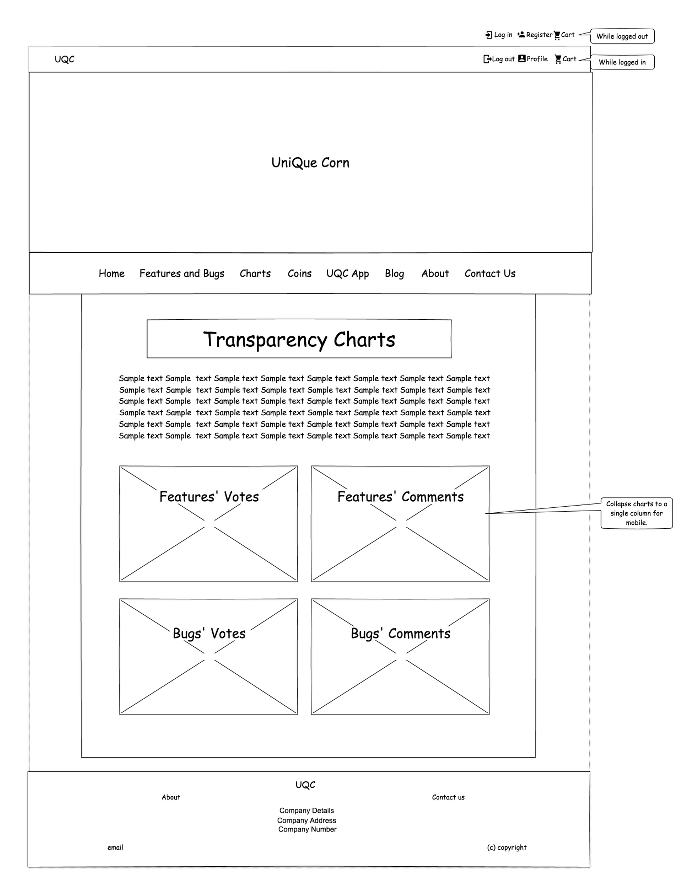 Log in Register Cart
While logged out
UQC
Log out Profile Cart
While logged in
UniQue Corn
Home Features and Bugs Charts Coins UQC App Blog About Contact Us
Transparency Charts
Sample text Sample text Sample text Sample text Sample text Sample text Sample text Sample text
Sample text Sample text Sample text Sample text Sample text Sample text Sample text Sample text
Sample text Sample text Sample text Sample text Sample text Sample text Sample text Sample text
Sample text Sample text Sample text Sample text Sample text Sample text Sample text Sample text
Sample text Sample text Sample text Sample text Sample text Sample text Sample text Sample text
Sample text Sample text Sample text Sample text Sample text Sample text Sample text Sample text
Features' Votes
Features' Comments
Collapse charts to a
single column for
mobile.
Bugs' Votes
Bugs' Comments
UQC
About
Contact us
Company Details
Company Address
Company Number
email
(c) copyright